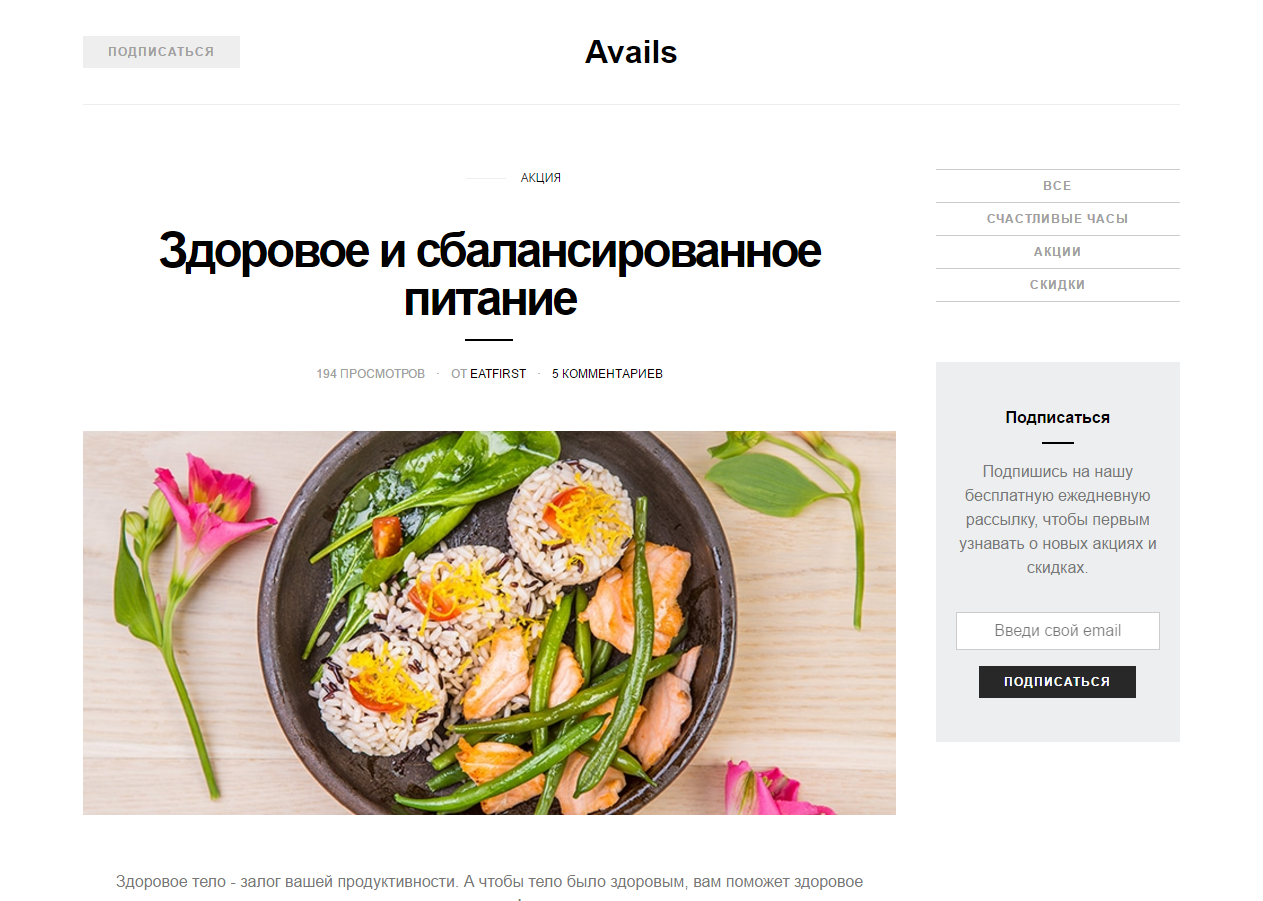 ПОДПИСАТЬСЯ
Avails
АКЦИЯ
Здоровое и сбалансированное
питание
194 ПРОСМОТРОВ · ОТ EATFIRST · 5 КОММЕНТАРИЕВ
Здоровое тело - залог вашей продуктивности. А чтобы тело было здоровым, вам поможет здоровое
ВСЕ
СЧАСТЛИВЫЕ ЧАСЫ
АКЦИИ
СКИДКИ
Подписаться
Подпишись на нашу
бесплатную ежедневную
рассылку, чтобы первым
узнавать о новых акциях и
скидках.
Введи свой email
ПОДПИСАТЬСЯ